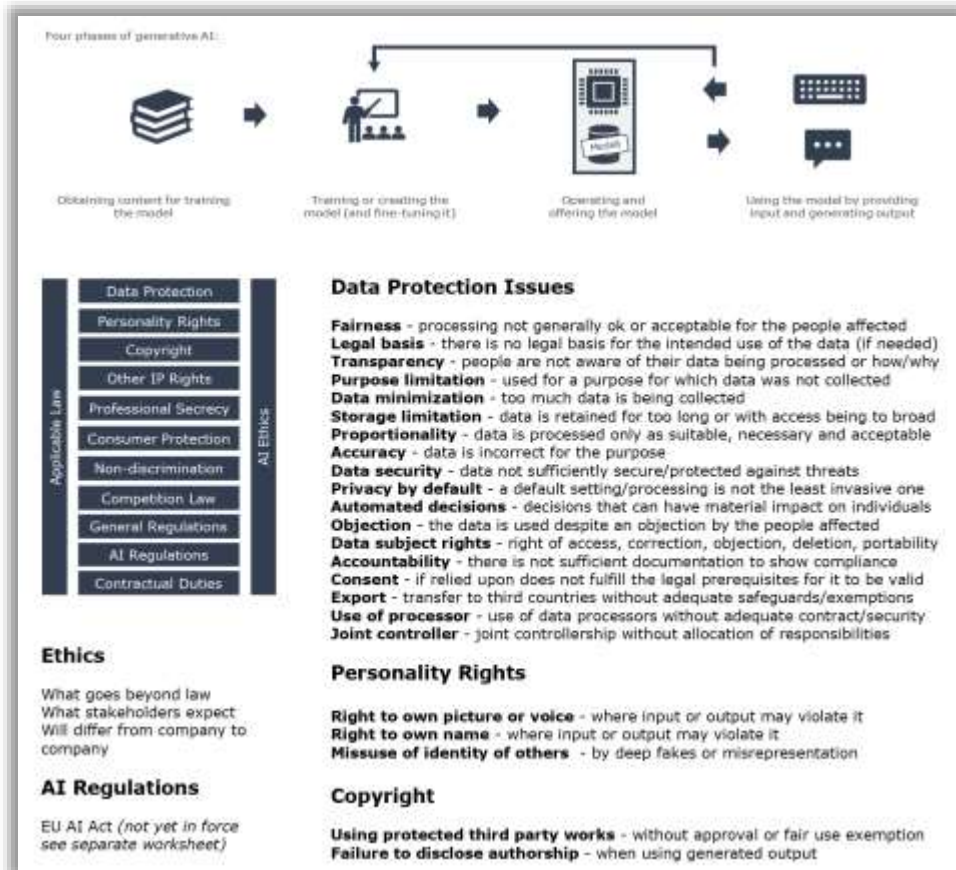 Four phases of generative AI:
Obtaining content for training
the model
Training or creating the
model (and fine-tuning it)
Operating and
offering the model
Using the model by providing
input and generating output
Model
Applicable Law
Data Protection
Personality Rights
Copyright
Other IP Rights
Professional Secrecy
Consumer Protection
Non-discrimination
Competition Law
General Regulations
AI Regulations
Contractual Duties
AI Ethics
Ethics
What goes beyond law
What stakeholders expect
Will differ from company to
company
AI Regulations
EU AI Act (not yet in force
see separate worksheet)
Data Protection Issues
Fairness - processing not generally ok or acceptable for the people affected
Legal basis - there is no legal basis for the intended use of the data (if needed)
Transparency - people are not aware of their data being processed or how/why
Purpose limitation - used for a purpose for which data was not collected
Data minimization - too much data is being collected
Storage limitation - data is retained for too long or with access being to broad
Proportionality - data is processed only as suitable, necessary and acceptable
Accuracy - data is incorrect for the purpose
Data security - data not sufficiently secure/protected against threats
Privacy by default - a default setting/processing is not the least invasive one
Automated decisions - decisions that can have material impact on individuals
Objection - the data is used despite an objection by the people affected
Data subject rights - right of access, correction, objection, deletion, portability
Accountability - there is not sufficient documentation to show compliance
Consent - if relied upon does not fulfill the legal prerequisites for it to be valid
Export - transfer to third countries without adequate safeguards/exemptions
Use of processor - use of data processors without adequate contract/security
Joint controller - joint controllership without allocation of responsibilities
Personality Rights
Right to own picture or voice - where input or output may violate it
Right to own name - where input or output may violate it
Missuse of identity of others - by deep fakes or misrepresentation
Copyright
Using protected third party works - without approval or fair use exemption
Failure to disclose authorship - when using generated output